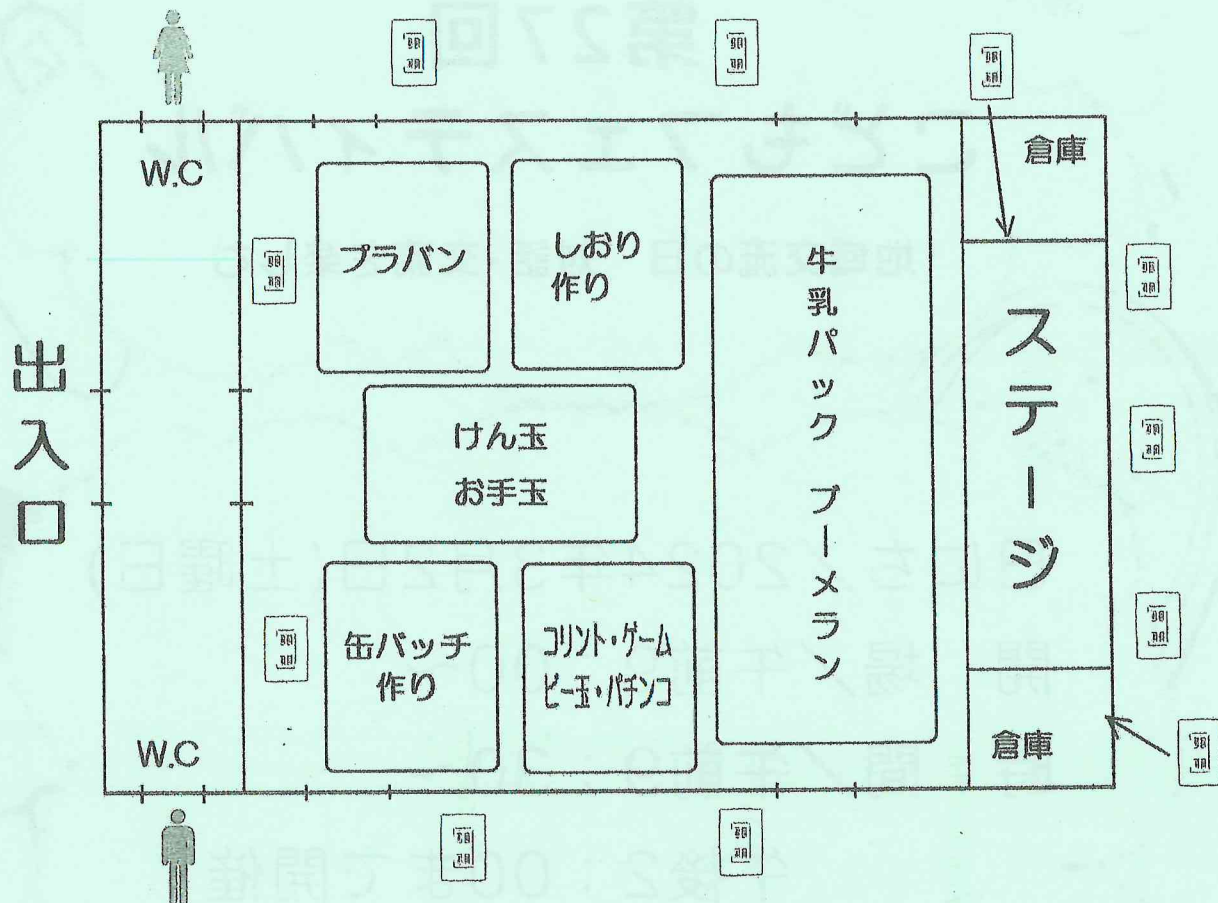 W.C
倉庫
プラバン
しおり
作り
牛乳パック ブーメラン
ステージ
出入口
けん玉
お手玉
缶バッチ
作り
コリント・ゲーム
ビー玉・パチンコ
W.C
倉庫